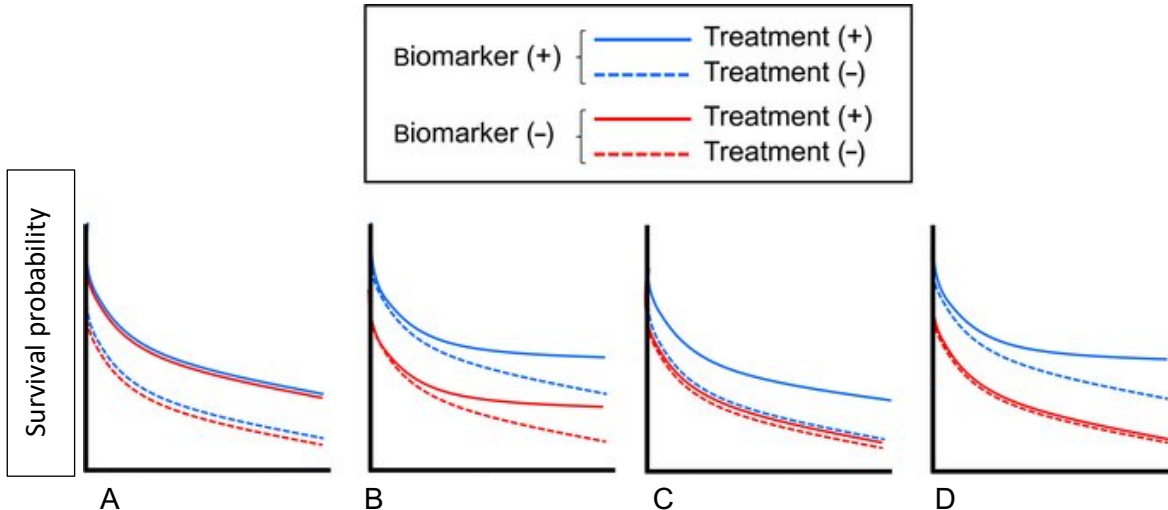 Biomarker (+)
Treatment (+)
Treatment (–)
Biomarker (–)
Treatment (+)
Treatment (–)
Survival probability
A
B
C
D